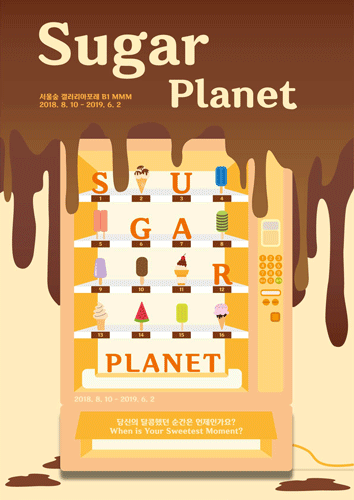 Sugar
Planet
서울숲 갤러리아포레 B1 MMM
2018. 8. 10 - 2019. 6. 2
S U
1 2 3 4
G A
5 6 7 8
R
9 10 11 12
13 14 15 16
PLANET
2018. 8. 10 - 2019. 6. 2
당신의 달콤했던 순간은 언제인가요?
When is Your Sweetest Moment?